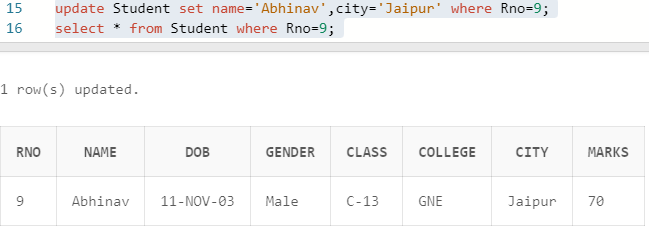 15 update Student set name='Abhinav',city='Jaipur' where Rno=9;
16 select * from Student where Rno=9;
1 row(s) updated.
RNO NAME DOB GENDER CLASS COLLEGE CITY MARKS
9 Abhinav 11-NOV-03 Male C-13 GNE Jaipur 70